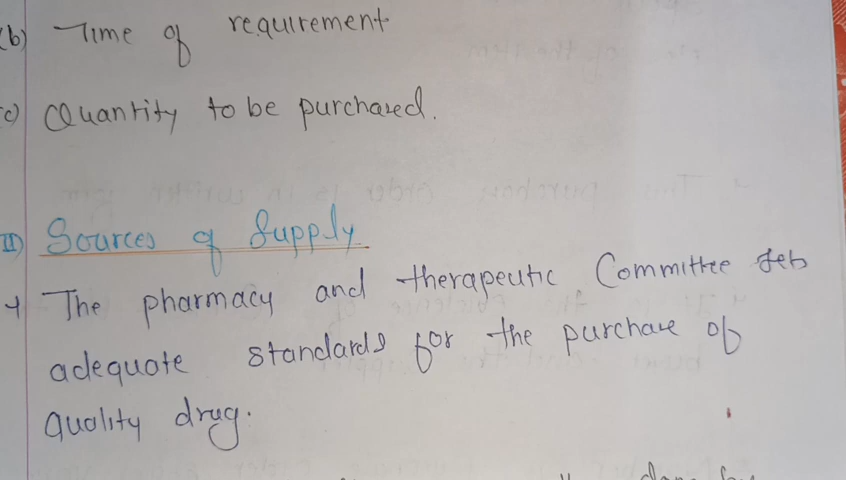 (b) Time of requirement
c) Quantity to be purchased.
II) Sources of Supply
The pharmacy and therapeutic Committee sets
adequate standards for the purchase of
quality drug.